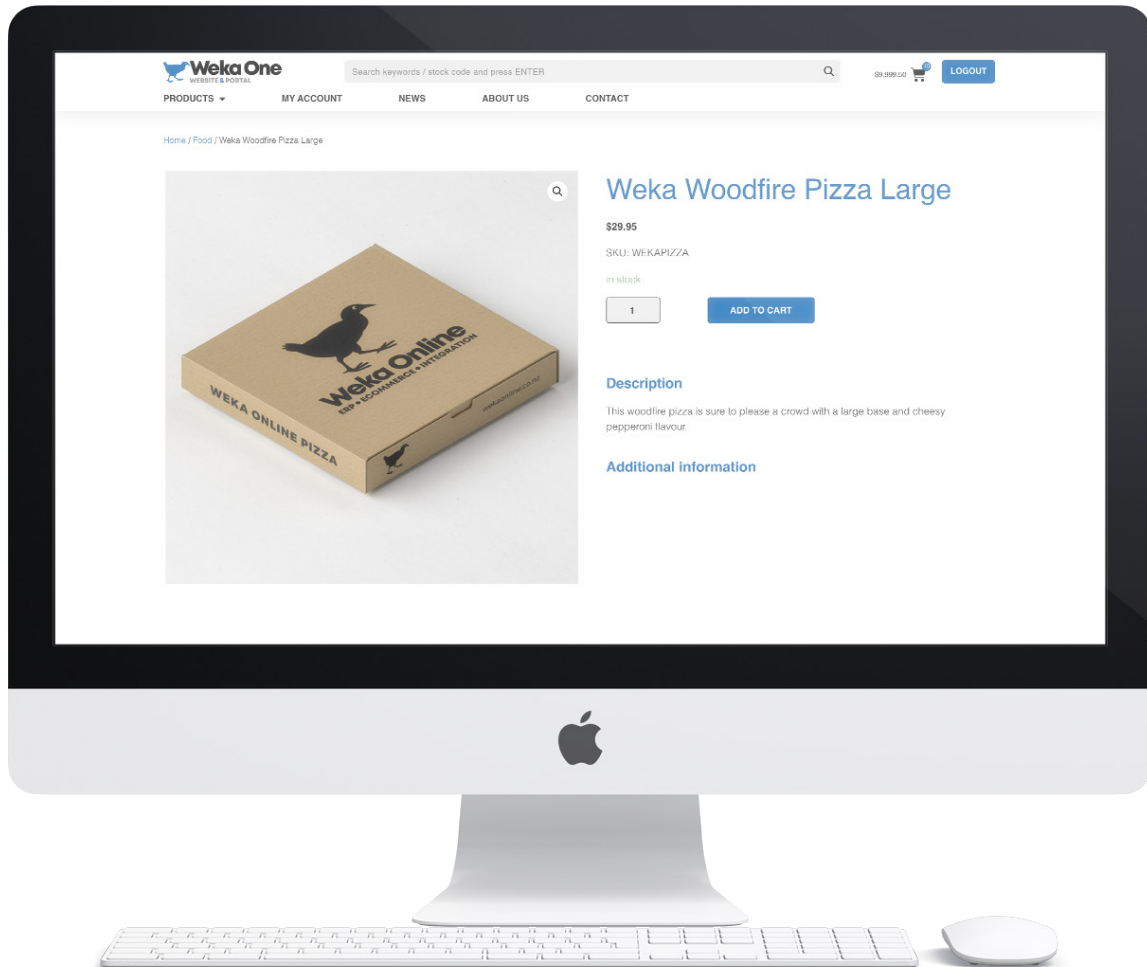 Weka One
WEBSITE & PORTAL
Search keywords / stock code and press ENTER
$9,999.50
LOGOUT
PRODUCTS
MY ACCOUNT
NEWS
ABOUT US
CONTACT
Home / Food / Weka Woodfire Pizza Large
Weka Online
ERP • ECOMMERCE • INTEGRATION
WEKA ONLINE PIZZA
wekaonline.co.nz
Weka Woodfire Pizza Large
$29.95
SKU: WEKAPIZZA
in stock
1
ADD TO CART
Description
This woodfire pizza is sure to please a crowd with a large base and cheesy
pepperoni flavour.
Additional information